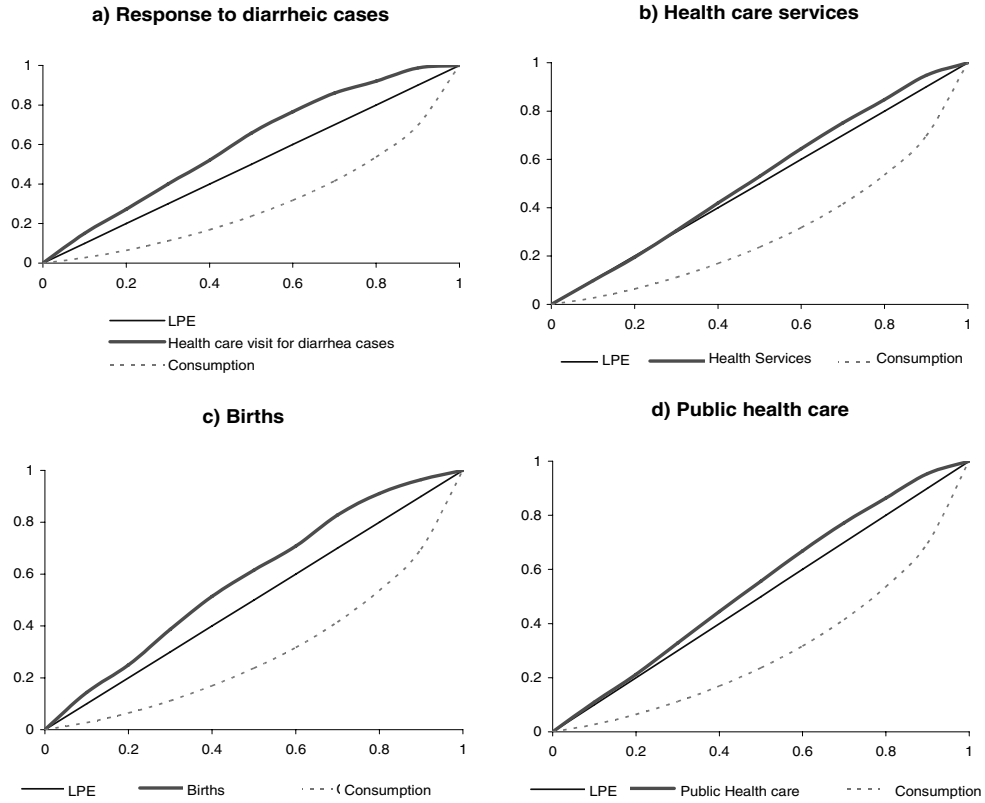 a) Response to diarrheic cases
1
0.8
0.6
0.4
0.2
0
0 0.2 0.4 0.6 0.8 1
LPE
Health care visit for diarrhea cases
Consumption
b) Health care services
1
0.8
0.6
0.4
0.2
0
0 0.2 0.4 0.6 0.8 1
LPE Health Services Consumption
c) Births
1
0.8
0.6
0.4
0.2
0
0 0.2 0.4 0.6 0.8 1
LPE Births ( Consumption
d) Public health care
1
0.8
0.6
0.4
0.2
0
0 0.2 0.4 0.6 0.8 1
LPE Public Health care Consumption